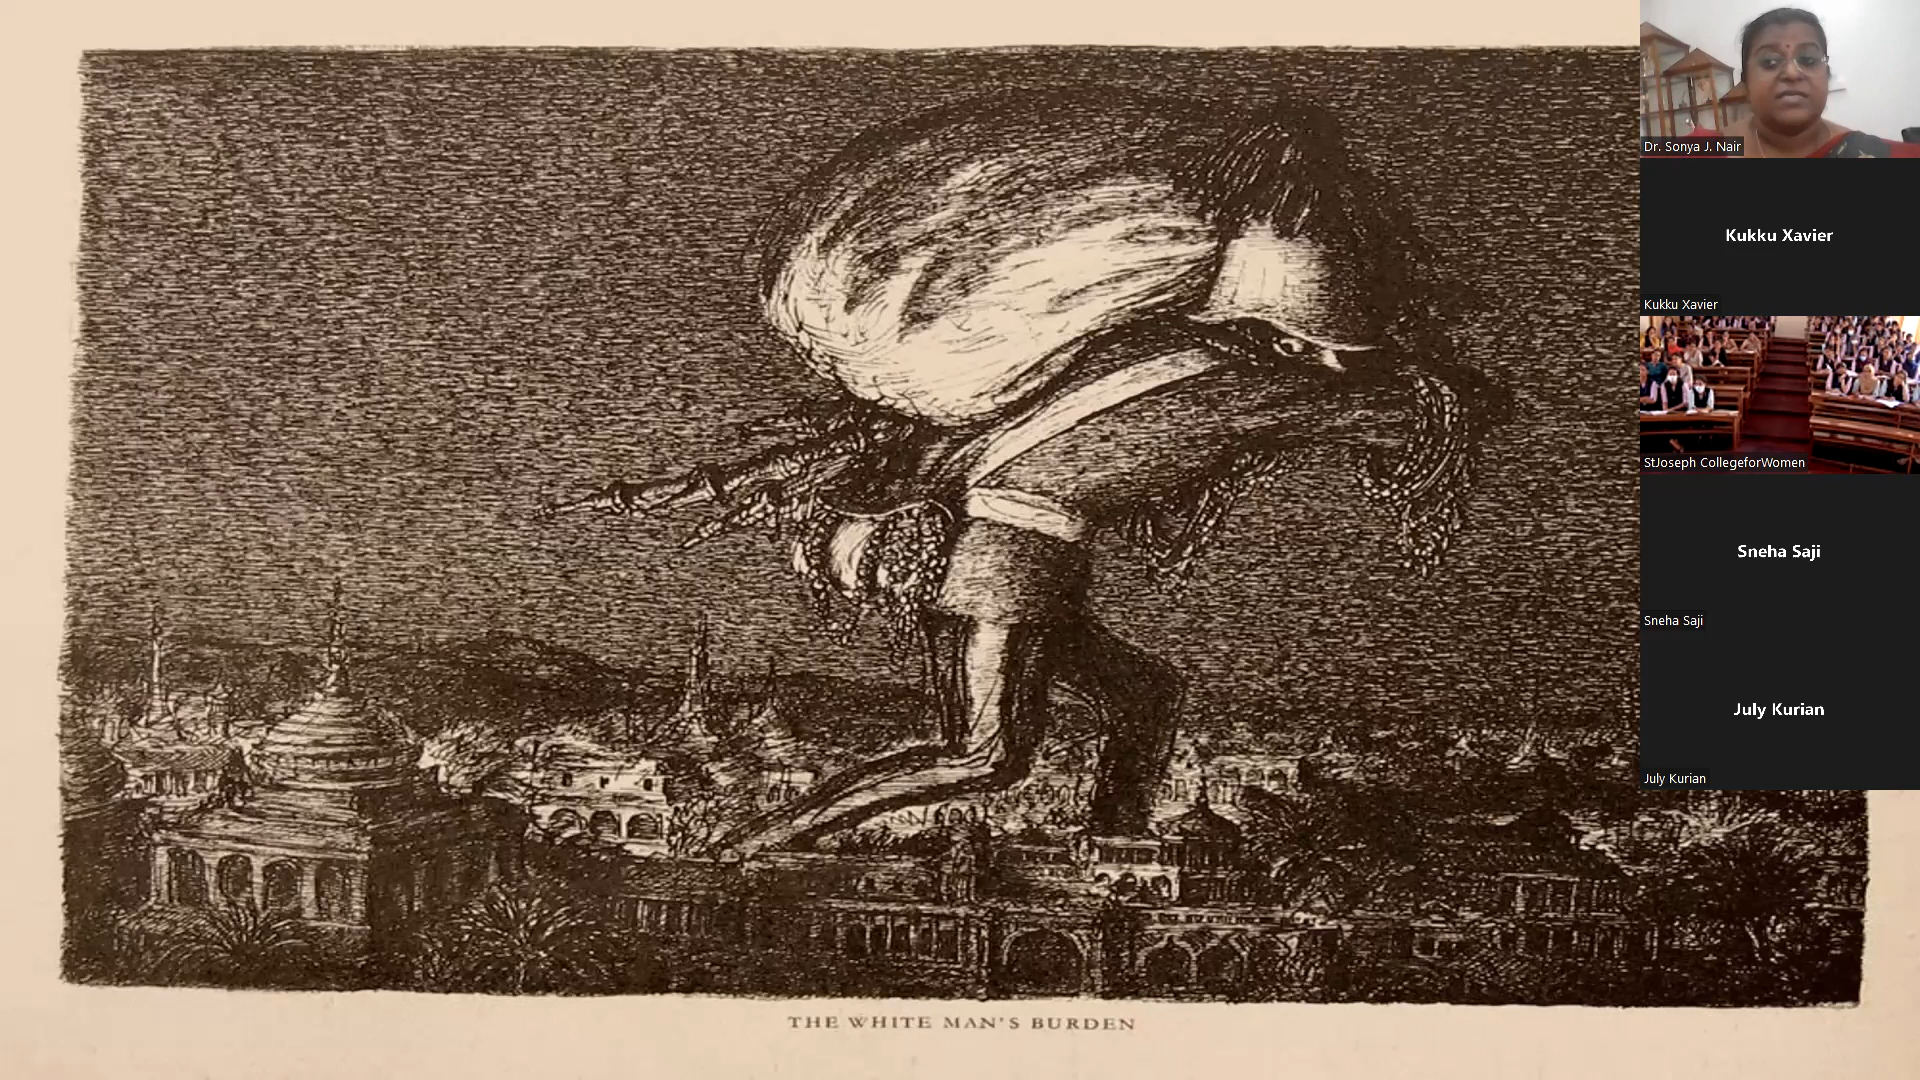 THE WHITE MAN'S BURDEN
Dr. Sonya J. Nair
Kukku Xavier
Kukku Xavier
StJoseph CollegeforWomen
Sneha Saji
Sneha Saji
July Kurian
July Kurian